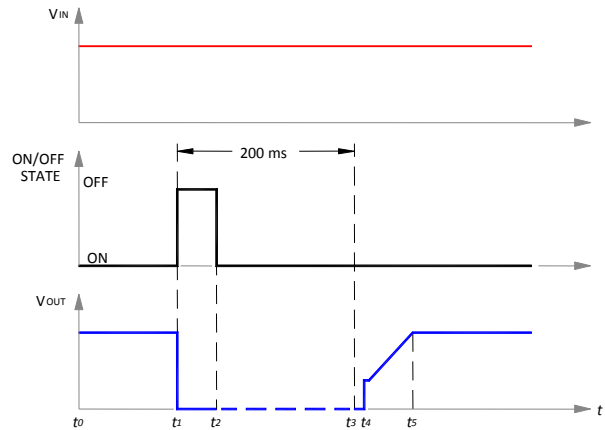 VIN
200 ms
ON/OFF
STATE
OFF
ON
VOUT
t0 t1 t2 t3 t4 t5 t